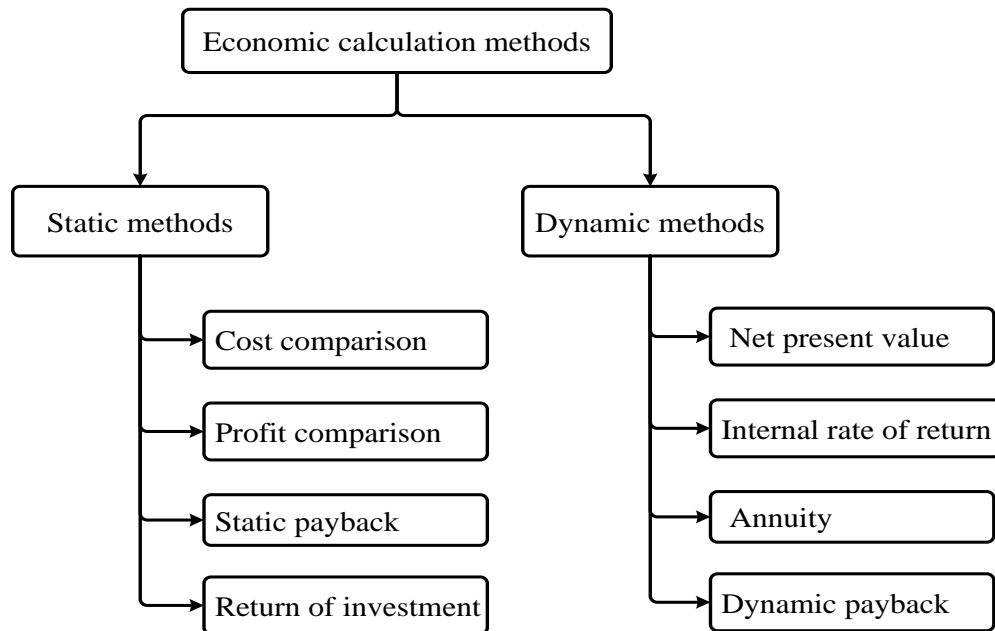 Economic calculation methods
Static methods
Dynamic methods
Cost comparison
Profit comparison
Static payback
Return of investment
Net present value
Internal rate of return
Annuity
Dynamic payback